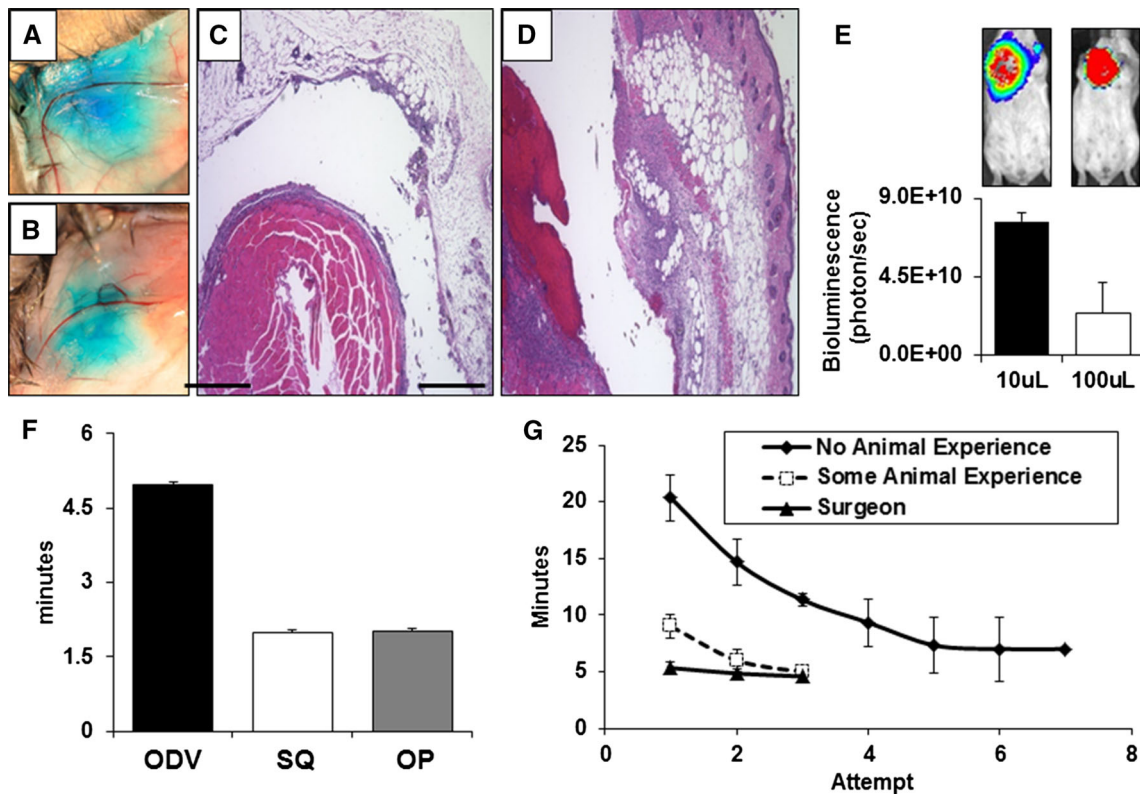 A
B
C
D
E
9.0E+10
4.5E+10
0.0E+00
Bioluminescence
(photon/sec)
10uL
100uL
F
6
4.5
3
1.5
0
minutes
ODV
SQ
OP
G
25
20
15
10
5
0
Minutes
No Animal Experience
Some Animal Experience
Surgeon
0
2
4
6
8
Attempt